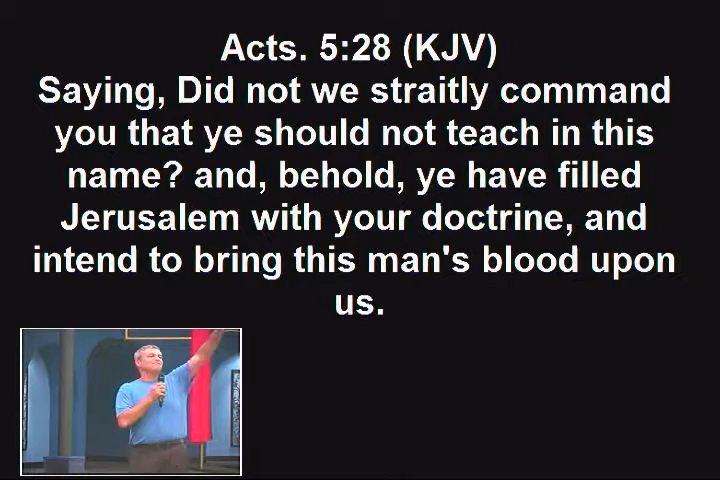 Acts. 5:28 (KJV)
Saying, Did not we straitly command
you that ye should not teach in this
name? and, behold, ye have filled
Jerusalem with your doctrine, and
intend to bring this man's blood upon
us.